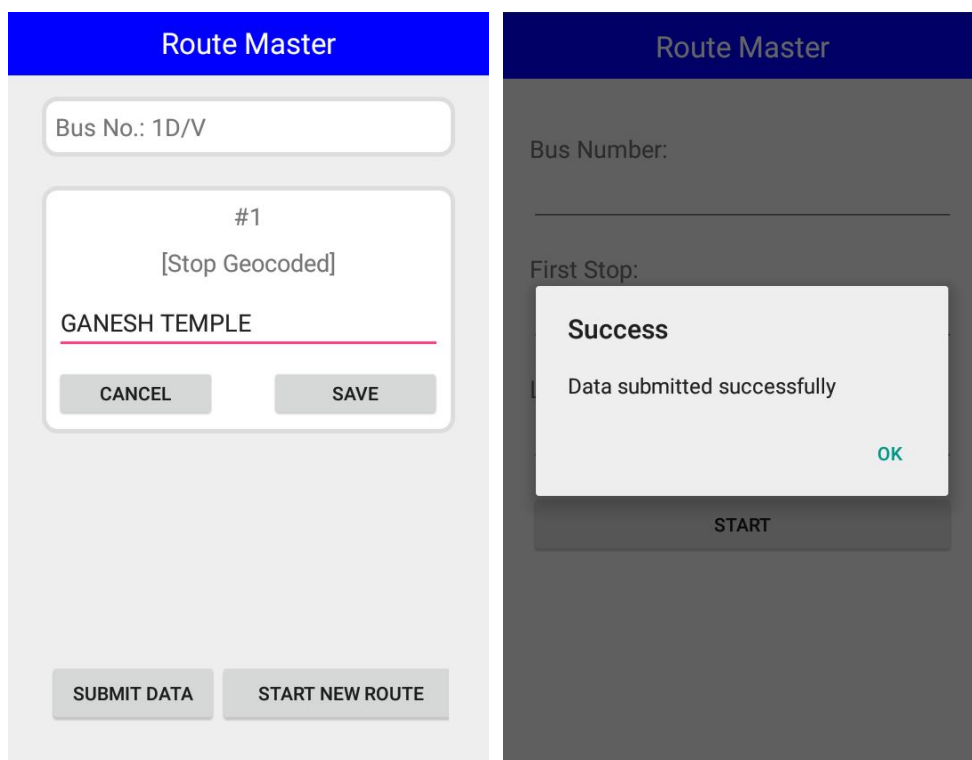 Route Master
Bus No.: 1D/V
#1
[Stop Geocoded]
GANESH TEMPLE
CANCEL SAVE
SUBMIT DATA START NEW ROUTE
Route Master
Bus Number:
First Stop:
Success
Data submitted successfully
OK
START